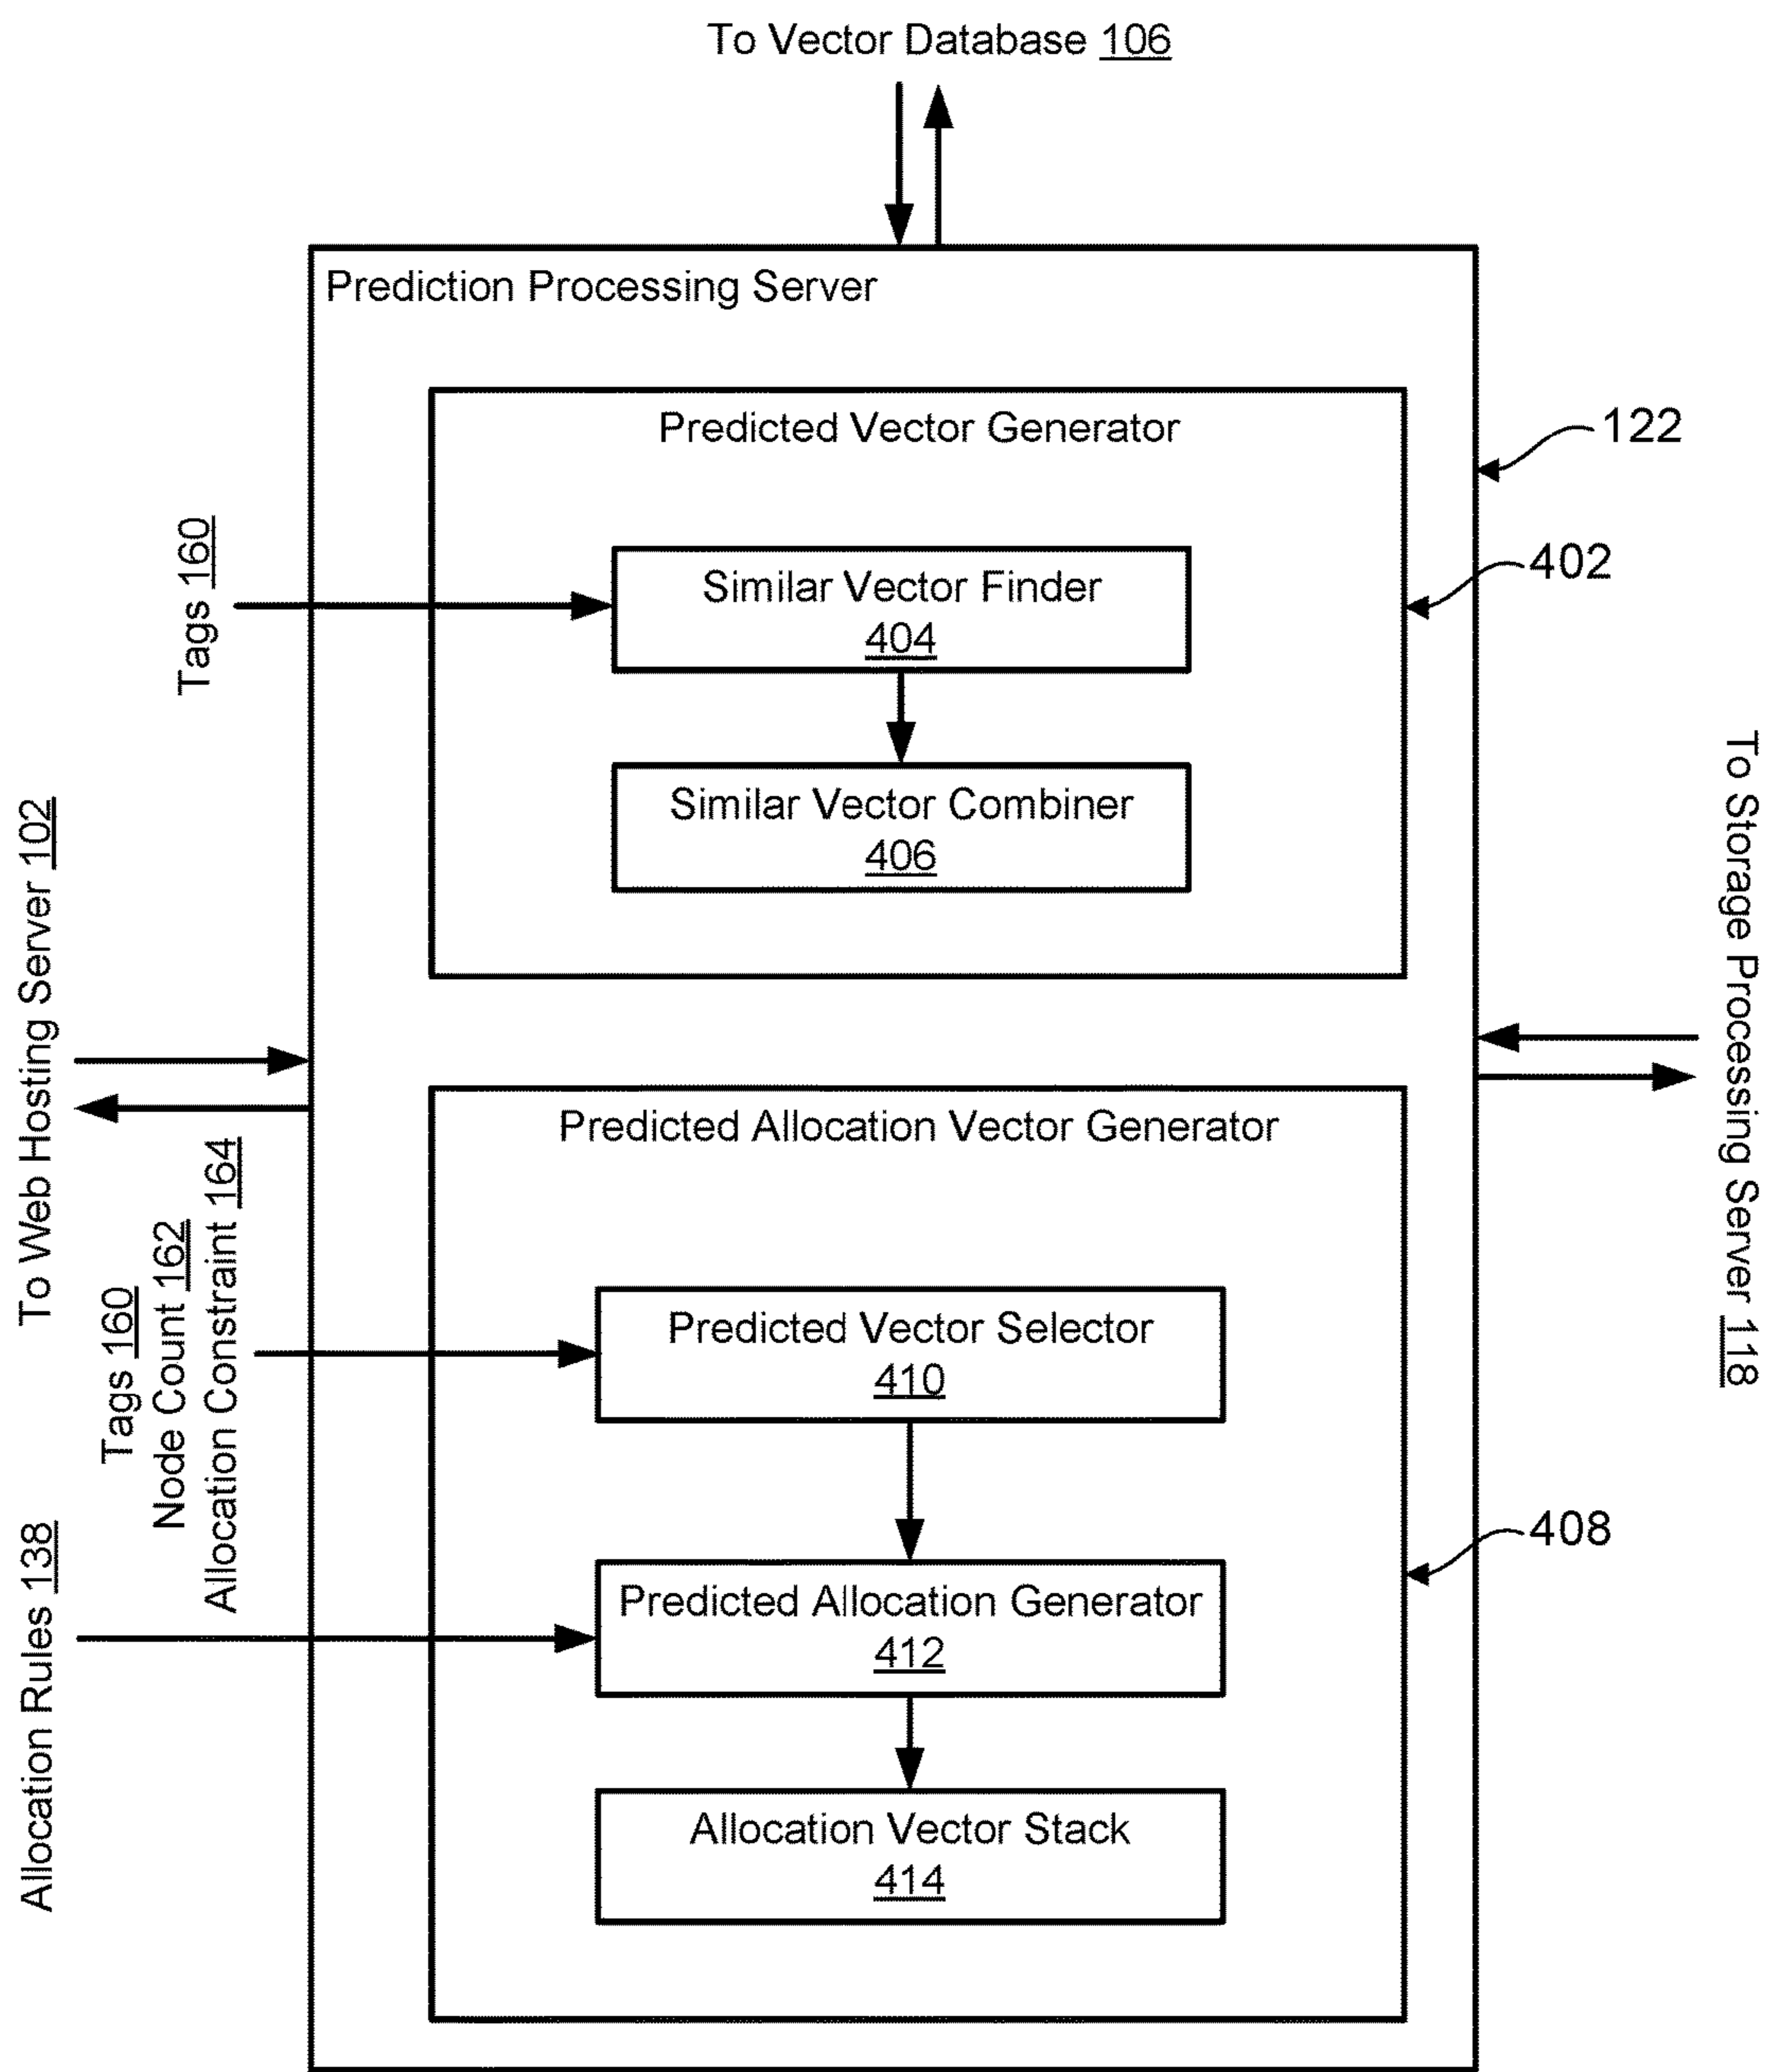 To Vector Database 106
Prediction Processing Server
Predicted Vector Generator
122
Tags 160
Similar Vector Finder
404
402
Similar Vector Combiner
406
To Web Hosting Server 102
To Storage Processing Server 118
Predicted Allocation Vector Generator
Tags 160
Node Count 162
Allocation Constraint 164
Predicted Vector Selector
410
408
Allocation Rules 138
Predicted Allocation Generator
412
Allocation Vector Stack
414